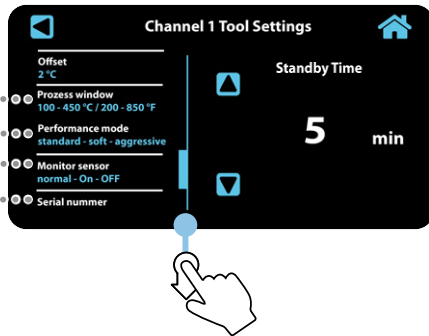 Channel 1 Tool Settings
Offset
2 °C
Prozess window
100 - 450 °C / 200 - 850 °F
Performance mode
standard - soft - aggressive
Monitor sensor
normal - On - OFF
Serial nummer
Standby Time
5 min